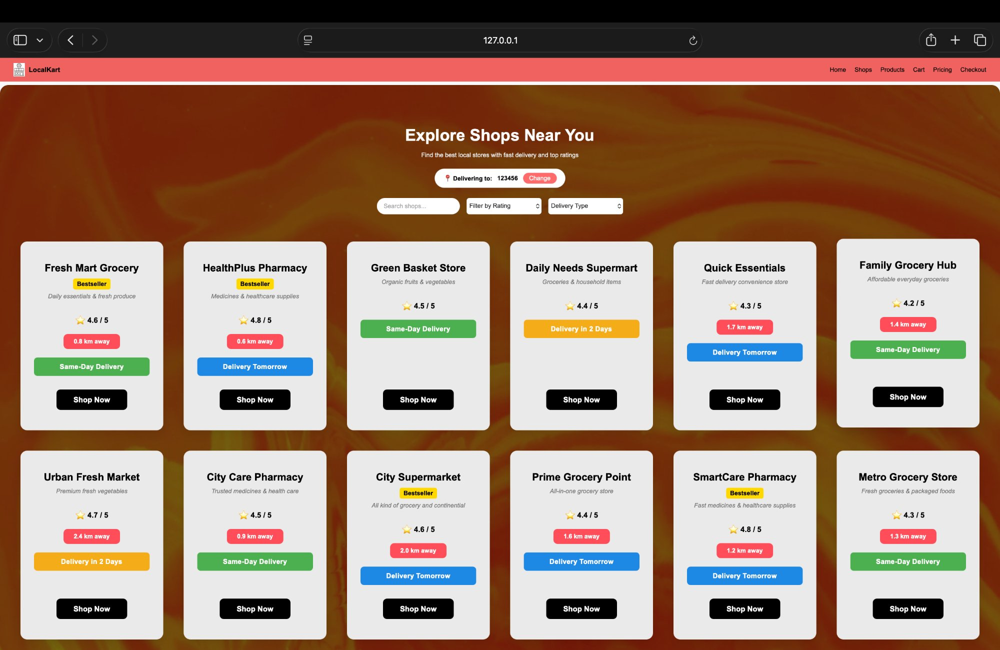 127.0.0.1
LocalKart
Home Shops Products Cart Pricing Checkout
Explore Shops Near You
Find the best local stores with fast delivery and top ratings
📍 Delivering to: 123456 Change
Search shops... Filter by Rating Delivery Type
Fresh Mart Grocery
Bestseller
Daily essentials & fresh produce
⭐ 4.6 / 5
0.8 km away
Same-Day Delivery
Shop Now
HealthPlus Pharmacy
Bestseller
Medicines & healthcare supplies
⭐ 4.8 / 5
0.6 km away
Delivery Tomorrow
Shop Now
Green Basket Store
Organic fruits & vegetables
⭐ 4.5 / 5
Same-Day Delivery
Shop Now
Daily Needs Supermart
Groceries & household items
⭐ 4.4 / 5
Delivery in 2 Days
Shop Now
Quick Essentials
Fast delivery convenience store
⭐ 4.3 / 5
1.7 km away
Delivery Tomorrow
Shop Now
Family Grocery Hub
Affordable everyday groceries
⭐ 4.2 / 5
1.4 km away
Same-Day Delivery
Shop Now
Urban Fresh Market
Premium fresh vegetables
⭐ 4.7 / 5
2.4 km away
Delivery in 2 Days
Shop Now
City Care Pharmacy
Trusted medicines & health care
⭐ 4.5 / 5
0.9 km away
Same-Day Delivery
Shop Now
City Supermarket
Bestseller
All kind of grocery and continential
⭐ 4.6 / 5
2.0 km away
Delivery Tomorrow
Shop Now
Prime Grocery Point
All-in-one grocery store
⭐ 4.4 / 5
1.6 km away
Delivery Tomorrow
Shop Now
SmartCare Pharmacy
Bestseller
Fast medicines & healthcare supplies
⭐ 4.8 / 5
1.2 km away
Delivery Tomorrow
Shop Now
Metro Grocery Store
Fresh groceries & packaged foods
⭐ 4.3 / 5
1.3 km away
Same-Day Delivery
Shop Now